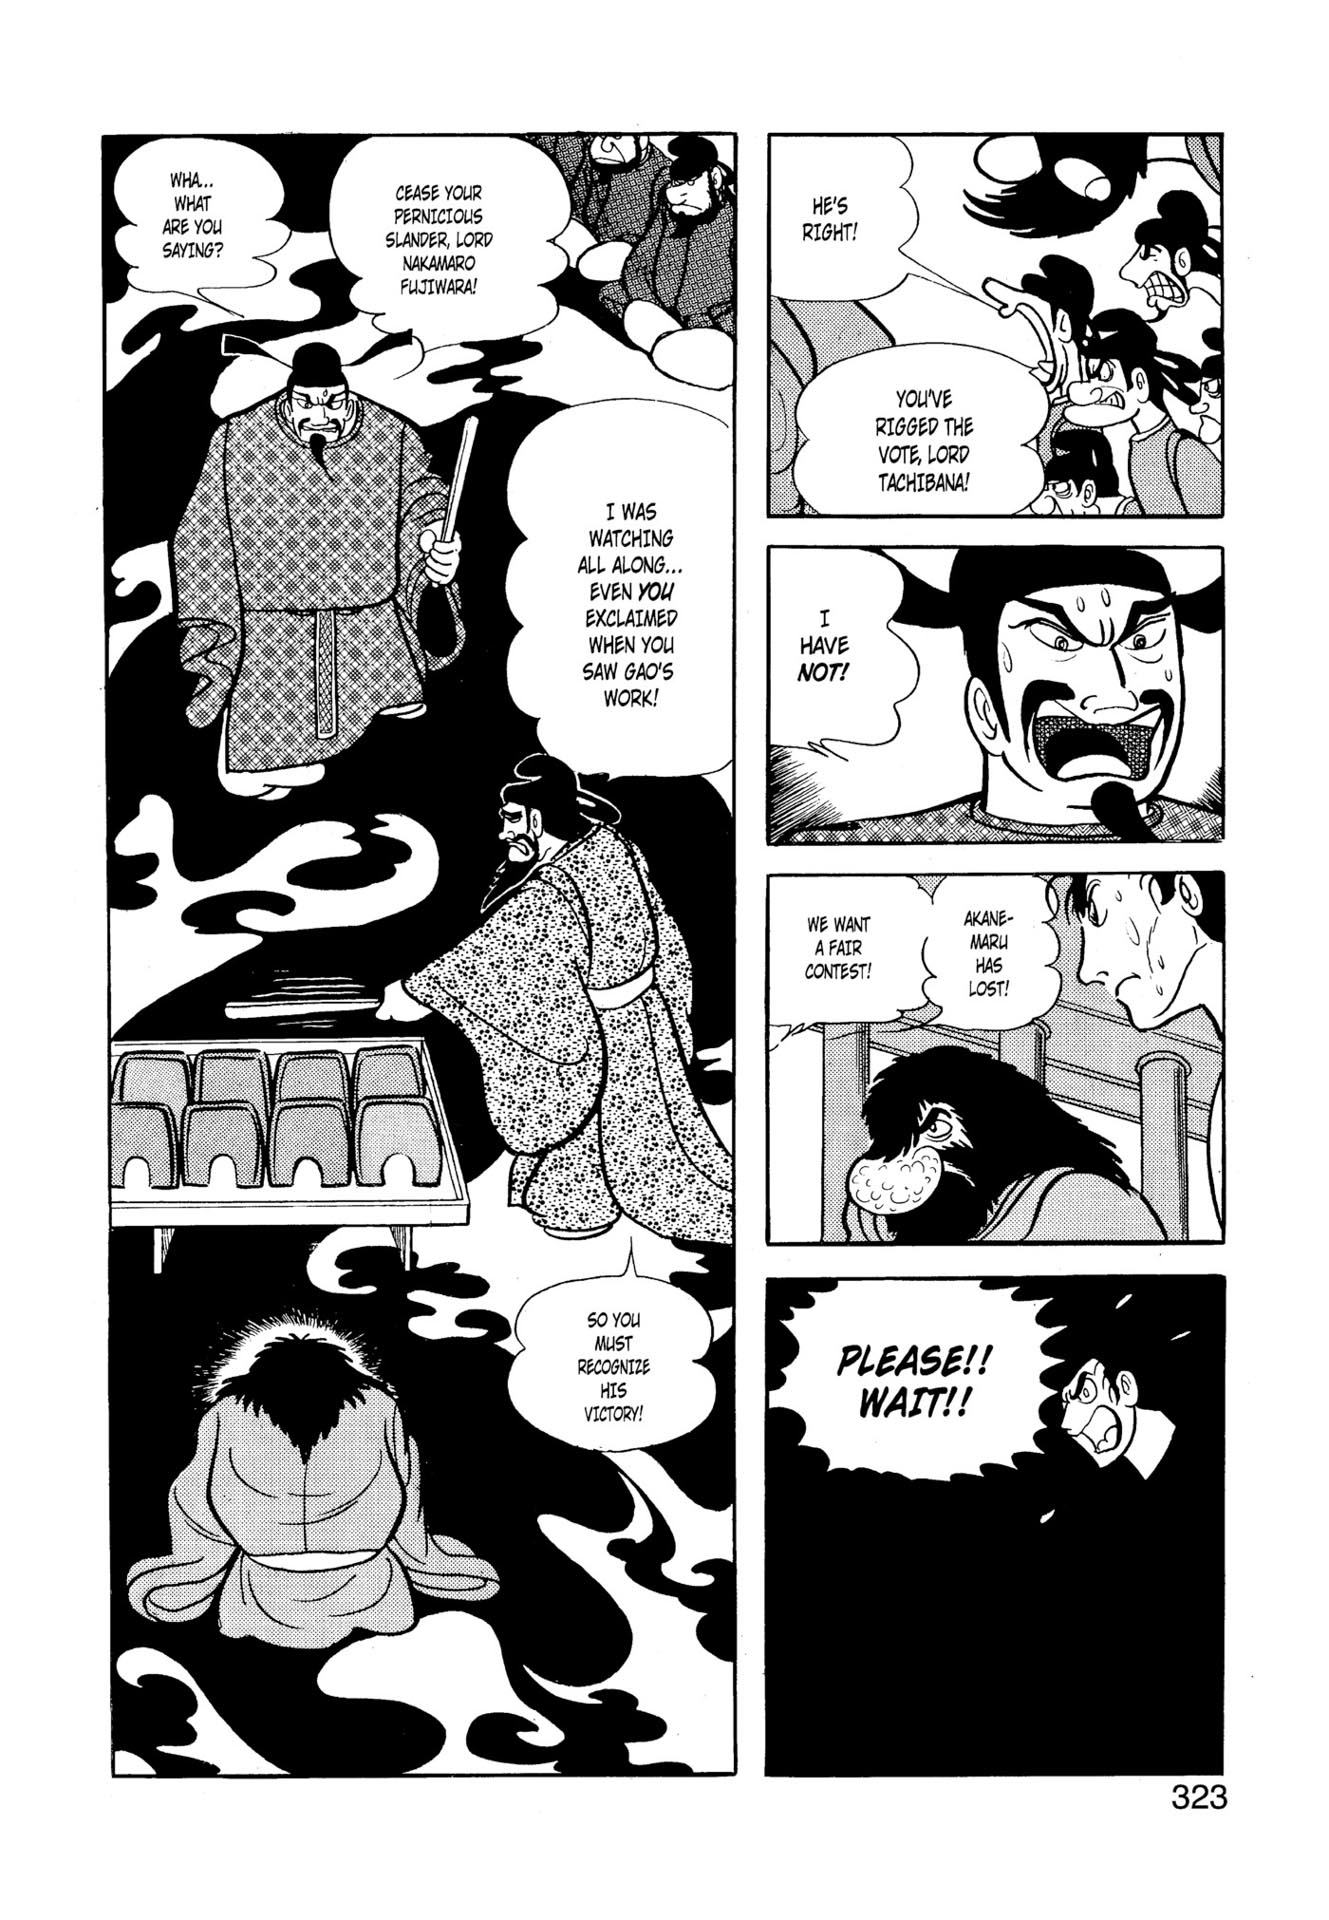 WHA...
WHAT
ARE YOU
SAYING?
CEASE YOUR
PERNICIOUS
SLANDER, LORD
NAKAMARO
FUJIWARA!
I WAS
WATCHING
ALL ALONG...
EVEN YOU
EXCLAIMED
WHEN YOU
SAW GAO'S
WORK!
SO YOU
MUST
RECOGNIZE
HIS
VICTORY!
HE'S
RIGHT!
YOU'VE
RIGGED THE
VOTE, LORD
TACHIBANA!
I
HAVE
NOT!
WE WANT
A FAIR
CONTEST!
AKANE-
MARU
HAS
LOST!
PLEASE!!
WAIT!!
323